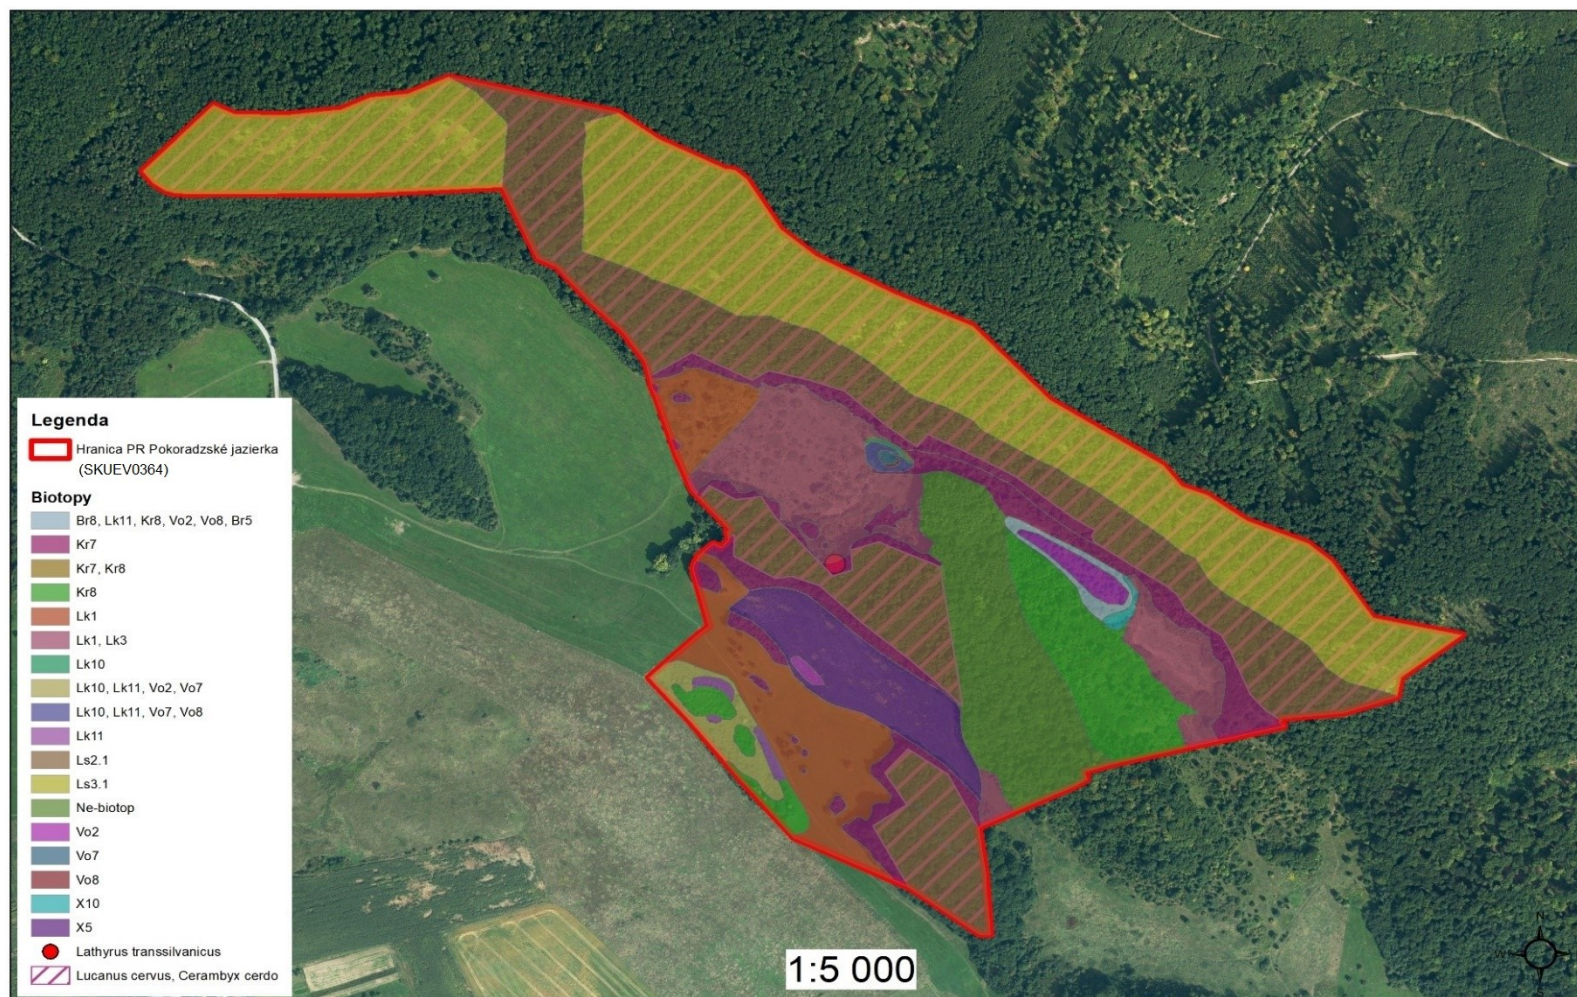 Legenda
Hranica PR Pokoradzské jazierka
(SKUEV0364)
Biotopy
Br8, Lk11, Kr8, Vo2, Vo8, Br5
Kr7
Kr7, Kr8
Kr8
Lk1
Lk1, Lk3
Lk10
Lk10, Lk11, Vo2, Vo7
Lk10, Lk11, Vo7, Vo8
Lk11
Ls2.1
Ls3.1
Ne-biotop
Vo2
Vo7
Vo8
X10
X5
Lathyrus transsilvanicus
Lucanus cervus, Cerambyx cerdo
1:5 000
N
W
S